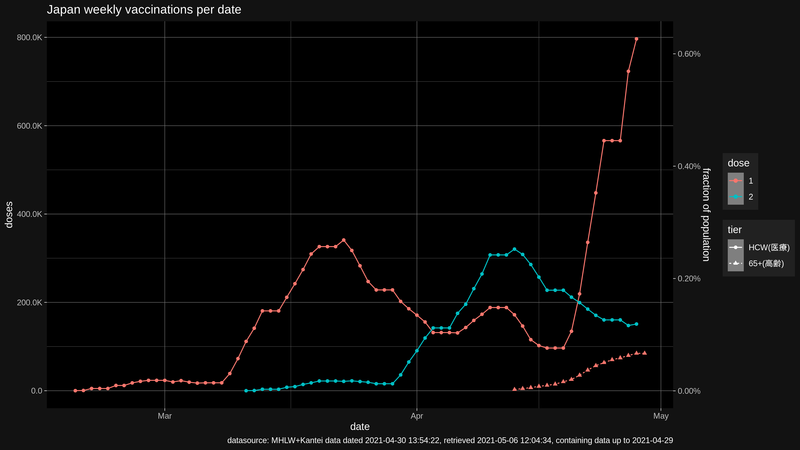 Japan weekly vaccinations per date
800.0K
600.0K
400.0K
200.0K
0.0
doses
0.60%
0.40%
0.20%
0.00%
fraction of population
Mar
Apr
May
date
dose
1
2
tier
HCW(医療)
65+(高齢)
datasource: MHLW+Kantei data dated 2021-04-30 13:54:22, retrieved 2021-05-06 12:04:34, containing data up to 2021-04-29